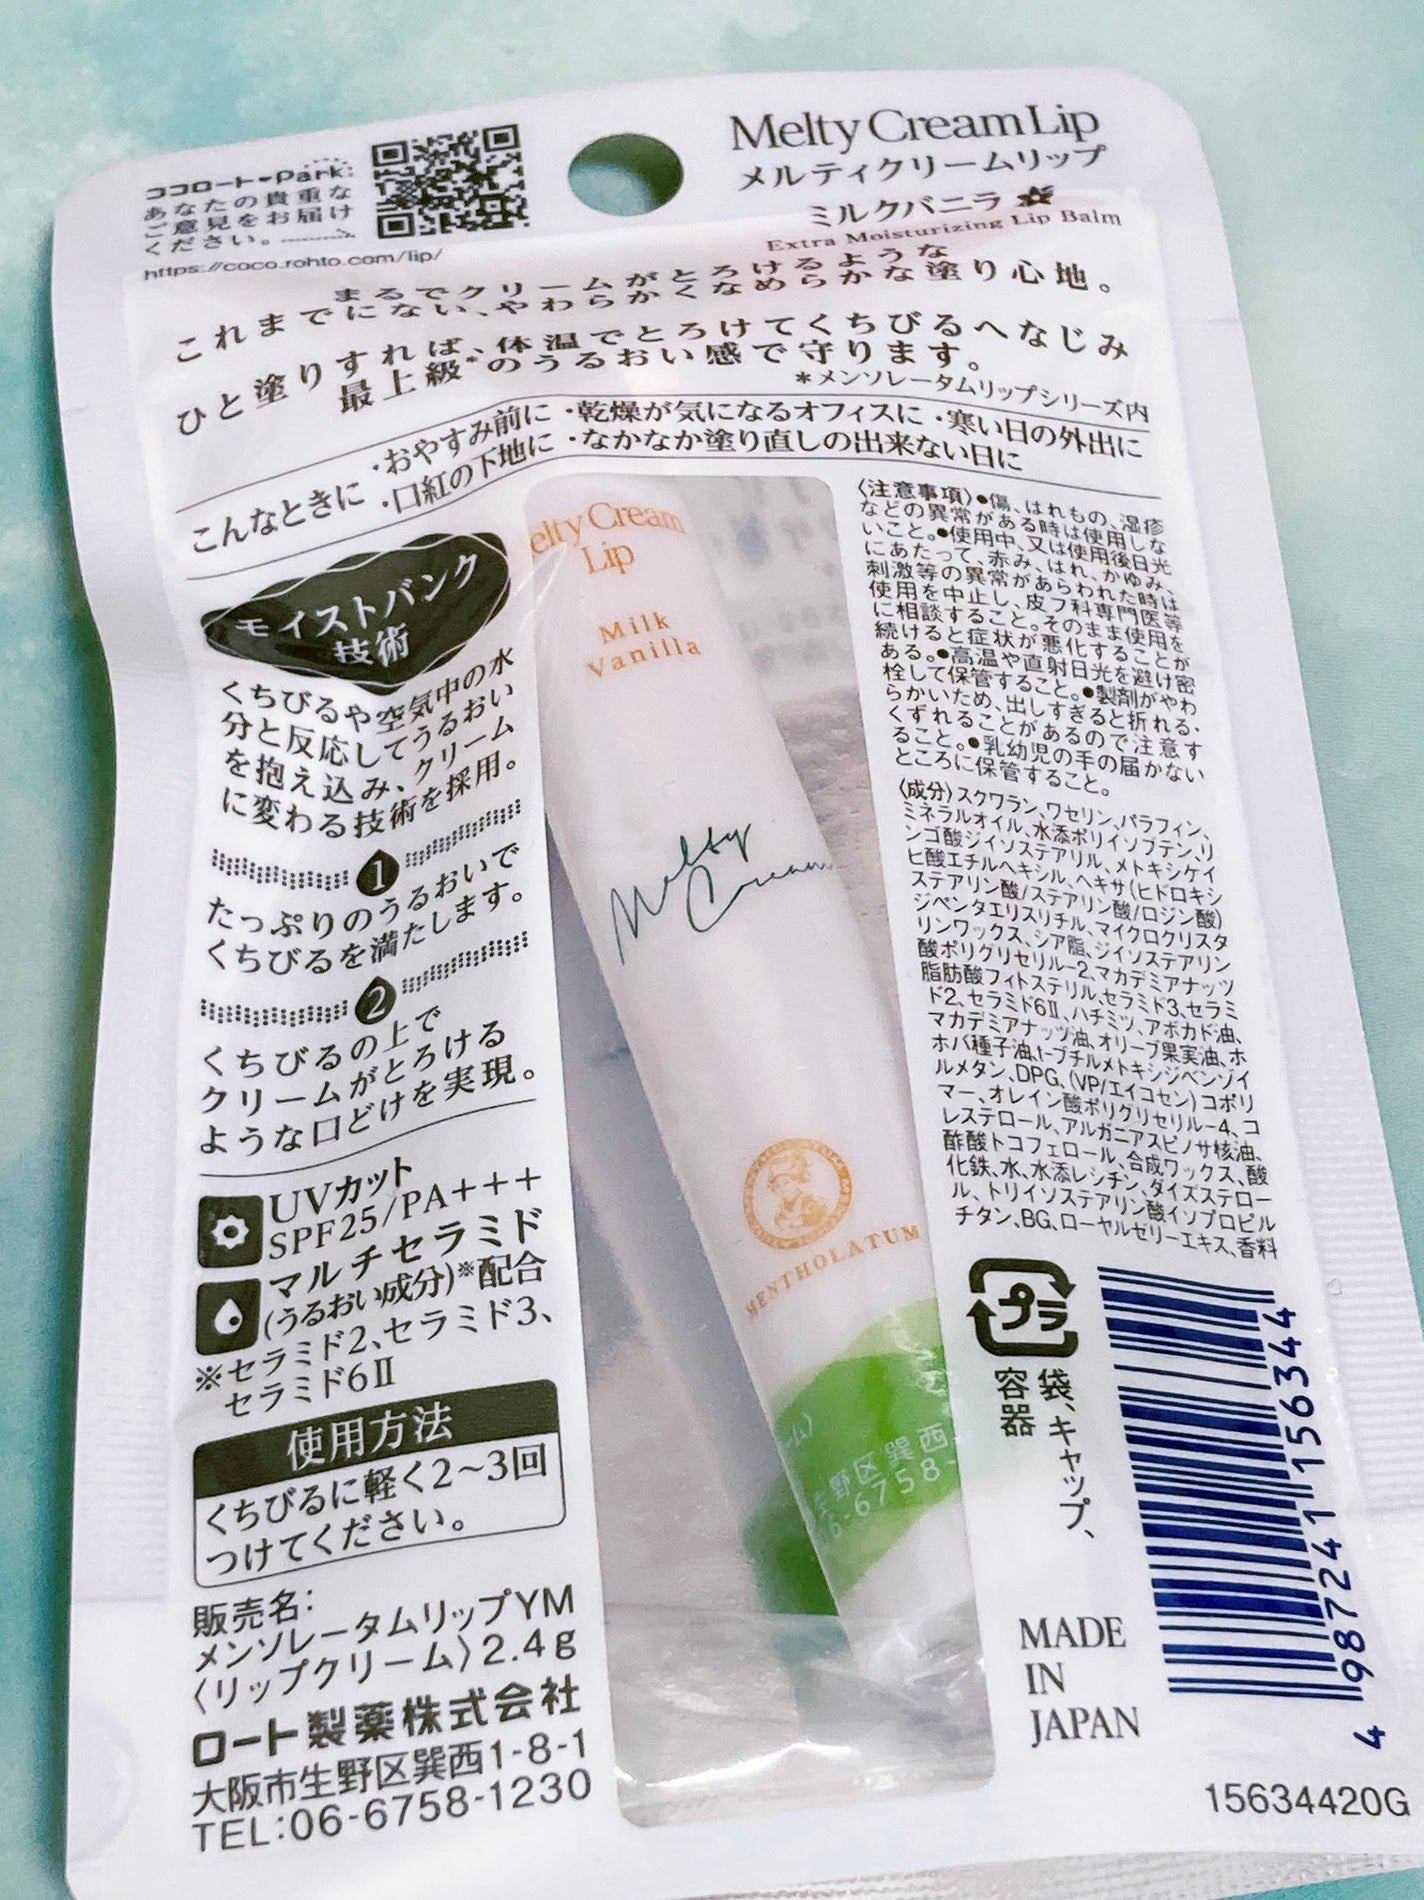 ココロートPark:
あなたの貴重な
ご意見をお届け
ください。
https://coco.rohto.com/lip/
Melty Cream Lip
メルティクリームリップ
ミルクバニラ
Extra Moisturizing Lip Balm
まるでクリームがとろけるような
これまでにない、やわらかくなめらかな塗り心地。
ひと塗りすれば、体温でとろけてくちびるへなじみ
最上級*のうるおい感で守ります。
*メンソレータムリップシリーズ内
こんなときに
・おやすみ前に ・乾燥が気になるオフィスに ・寒い日の外出に
・口紅の下地に ・なかなか塗り直しの出来ない日に
モイストバンク
技術
くちびるや空気中の水
分と反応してうるおい
を抱え込み、クリーム
に変わる技術を採用。
1
たっぷりのうるおいで
くちびるを満たします。
2
くちびるの上で
クリームがとろける
ような口どけを実現。
UVカット
SPF25/PA+++
マルチセラミド
(うるおい成分)※配合
※セラミド2、セラミド3、
セラミド6Ⅱ
使用方法
くちびるに軽く2~3回
つけてください。
販売名:
メンソレータムリップYM
〈リップクリーム〉2.4g
ロート製薬株式会社
大阪市生野区巽西1-8-1
TEL:06-6758-1230
elty Cream
Lip
Milk
Vanilla
Melty
Cream
MENTHOLATUM
ーム〉
生野区巽西
06-6758-
〈注意事項〉●傷、はれもの、湿疹
などの異常がある時は使用しな
いこと。●使用中、又は使用後日光
にあたって、赤み、はれ、かゆみ、
刺激等の異常があらわれた時は
使用を中止し、皮フ科専門医等
に相談すること。そのまま使用を
続けると症状が悪化することが
ある。●高温や直射日光を避け密
栓して保管すること。●製剤がやわ
らかいため、出しすぎると折れる・
くずれることがあるので注意す
ること。●乳幼児の手の届かない
ところに保管すること。
〈成分〉スクワラン、ワセリン、パラフィン、
ミネラルオイル、水添ポリイソブテン、リ
ンゴ酸ジイソステアリル、メトキシケイ
ヒ酸エチルヘキシル、ヘキサ(ヒドロキシ
ステアリン酸/ステアリン酸/ロジン酸)
ジペンタエリスリチル、マイクロクリスタ
リンワックス、シア脂、ジイソステアリン
酸ポリグリセリル-2、マカデミアナッツ
脂肪酸フィトステリル、セラミド3、セラミ
ド2、セラミド6Ⅱ、ハチミツ、アボカド油、
マカデミアナッツ油、オリーブ果実油、ホ
ホバ種子油、t-ブチルメトキシジベンゾイ
ルメタン、DPG、(VP/エイコセン)コポリ
マー、オレイン酸ポリグリセリル-4、コ
レステロール、アルガニアスピノサ核油、
酢酸トコフェロール、合成ワックス、酸
化鉄、水、水添レシチン、ダイズステロー
ル、トリイソステアリン酸イソプロピル
チタン、BG、ローヤルゼリーエキス、香料
プラ
袋、キャップ、
容器
MADE
IN
JAPAN
4 987241 156344
15634420G